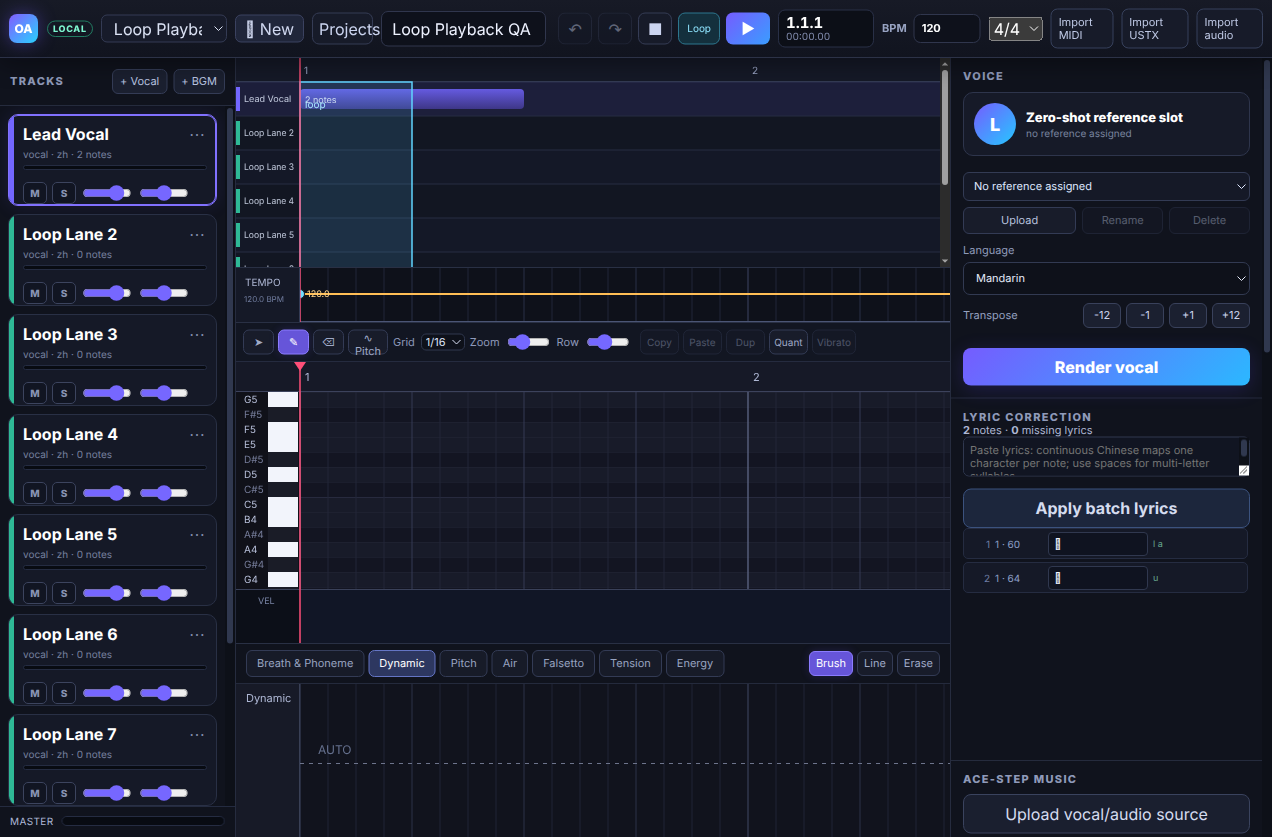 OA
LOCAL
Loop Playba
New
Projects
Loop Playback QA
Loop
1.1.1
00:00.00
BPM
120
4/4
Import MIDI
Import USTX
Import audio
TRACKS
+ Vocal
+ BGM
Lead Vocal
vocal · zh · 2 notes
M
S
Loop Lane 2
vocal · zh · 0 notes
M
S
Loop Lane 3
vocal · zh · 0 notes
M
S
Loop Lane 4
vocal · zh · 0 notes
M
S
Loop Lane 5
vocal · zh · 0 notes
M
S
Loop Lane 6
vocal · zh · 0 notes
M
S
Loop Lane 7
vocal · zh · 0 notes
M
S
MASTER
1
2
Lead Vocal
2 notes
loop
Loop Lane 2
Loop Lane 3
Loop Lane 4
Loop Lane 5
TEMPO
120.0 BPM
120.0
Pitch
Grid
1/16
Zoom
Row
Copy
Paste
Dup
Quant
Vibrato
1
2
G5
F#5
F5
E5
D#5
D5
C#5
C5
B4
A#4
A4
G#4
G4
VEL
Breath & Phoneme
Dynamic
Pitch
Air
Falsetto
Tension
Energy
Brush
Line
Erase
Dynamic
AUTO
VOICE
L
Zero-shot reference slot
no reference assigned
No reference assigned
Upload
Rename
Delete
Language
Mandarin
Transpose
-12
-1
+1
+12
Render vocal
LYRIC CORRECTION
2 notes · 0 missing lyrics
Paste lyrics: continuous Chinese maps one
character per note; use spaces for multi-letter
syllables
Apply batch lyrics
1 1 · 60
l a
2 1 · 64
u
ACE-STEP MUSIC
Upload vocal/audio source